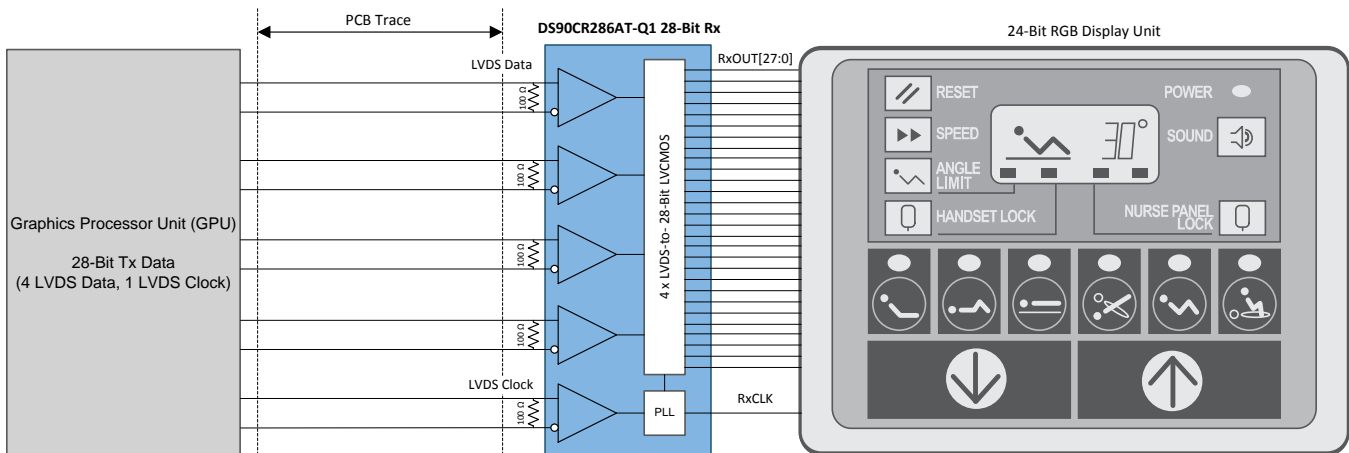 PCB Trace
DS90CR286AT-Q1 28-Bit Rx
24-Bit RGB Display Unit
LVDS Data
RxOUT[27:0]
100 Ω
100 Ω
100 Ω
100 Ω
LVDS Clock
100 Ω
Graphics Processor Unit (GPU)
28-Bit Tx Data
(4 LVDS Data, 1 LVDS Clock)
4 x LVDS-to- 28-Bit LVCMOS
PLL
RxCLK
RESET
POWER
SPEED
30°
SOUND
ANGLE
LIMIT
HANDSET LOCK
NURSE PANEL
LOCK